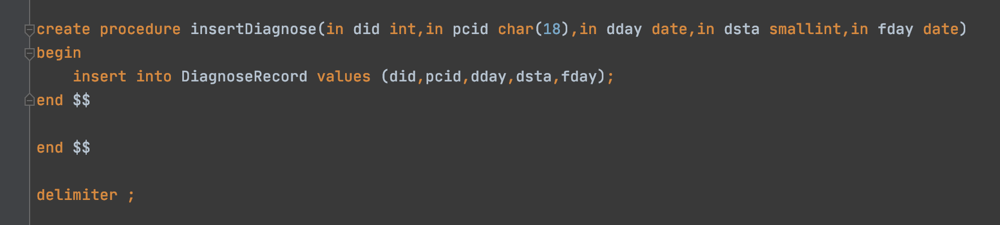 create procedure insertDiagnose(in did int,in pcid char(18),in dday date,in dsta smallint,in fday date)
begin
    insert into DiagnoseRecord values (did,pcid,dday,dsta,fday);
end $$
end $$
delimiter ;